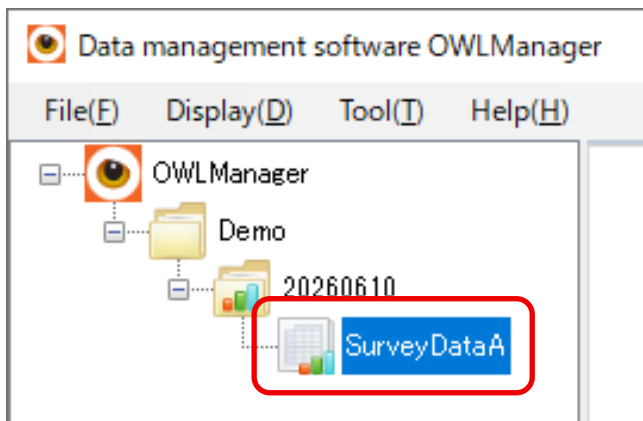 Data management software OWLManager
File(F) Display(D) Tool(T) Help(H)
OWLManager
Demo
20260610
SurveyDataA